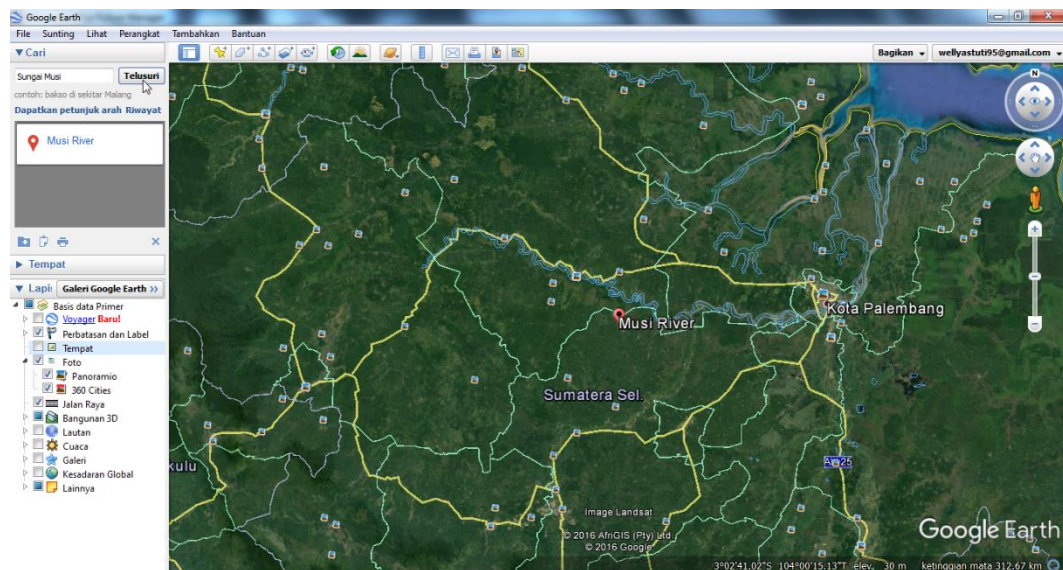 Google Earth
File Sunting Lihat Perangkat Tambahkan Bantuan
▼ Cari
Sungai Musi Telusuri
contoh: bakso di sekitar Malang
Dapatkan petunjuk arah Riwayat
Musi River
Tempat
Lapi: Galeri Google Earth >>
Basis data Primer
Voyager Baru!
Perbatasan dan Label
Tempat
Foto
Panoramio
360 Cities
Jalan Raya
Bangunan 3D
Lautan
Cuaca
Galeri
Kesadaran Global
Lainnya
Bagikan wellyastuti95@gmail.com
N
Kota Palembang
Musi River
Sumatera Sel.
kulu
Image Landsat
© 2016 AfriGIS (Pty) Ltd.
© 2016 Google
Google Earth
3°02'41.02"S 104°00'15.13"T elev. 30 m ketinggian mata 312.67 km